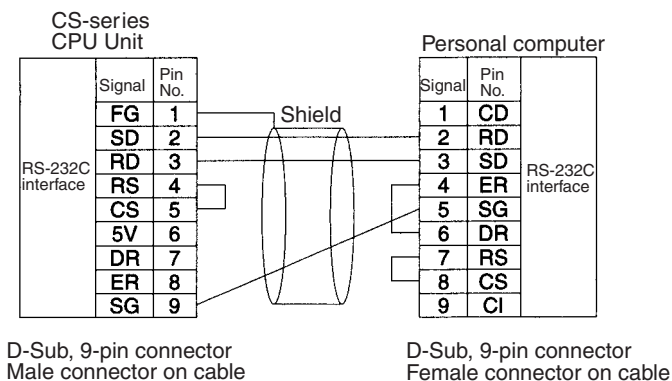 CS-series
CPU Unit
Personal computer
Signal Pin No.
FG 1
SD 2
RD 3
RS 4
CS 5
5V 6
DR 7
ER 8
SG 9
RS-232C
interface
Shield
Signal Pin No.
1 CD
2 RD
3 SD
4 ER
5 SG
6 DR
7 RS
8 CS
9 CI
RS-232C
interface
D-Sub, 9-pin connector
Male connector on cable
D-Sub, 9-pin connector
Female connector on cable